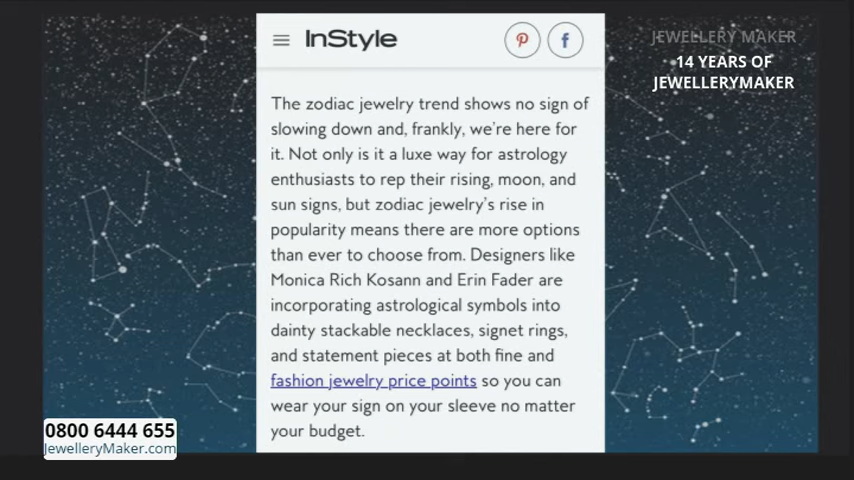 InStyle
JEWELLERY MAKER
14 YEARS OF
JEWELLERYMAKER
The zodiac jewelry trend shows no sign of
slowing down and, frankly, we're here for
it. Not only is it a luxe way for astrology
enthusiasts to rep their rising, moon, and
sun signs, but zodiac jewelry's rise in
popularity means there are more options
than ever to choose from. Designers like
Monica Rich Kosann and Erin Fader are
incorporating astrological symbols into
dainty stackable necklaces, signet rings,
and statement pieces at both fine and
fashion jewelry price points so you can
wear your sign on your sleeve no matter
your budget.
0800 6444 655
JewelleryMaker.com